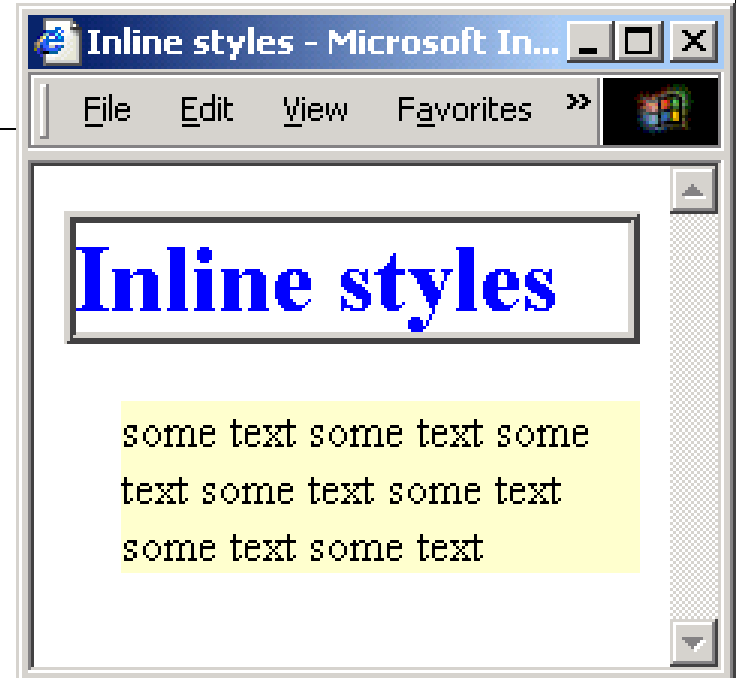 Inline styles - Microsoft In...
File Edit View Favorites »
Inline styles
some text some text some
text some text some text
some text some text